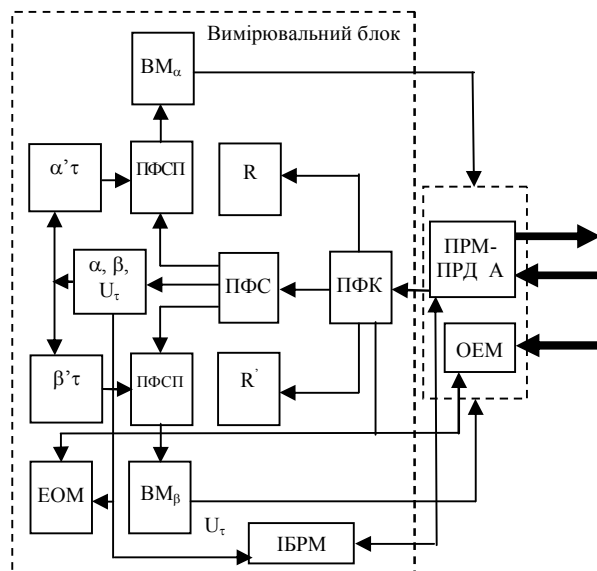 Вимірювальний блок
ВМα
α’τ
ПФСП
R
ПРМ-
ПРД А
α, β,
Uτ
ПФС
ПФК
ОЕМ
β’τ
ПФСП
R’
ЕОМ
ВМβ
Uτ
ІБРМ